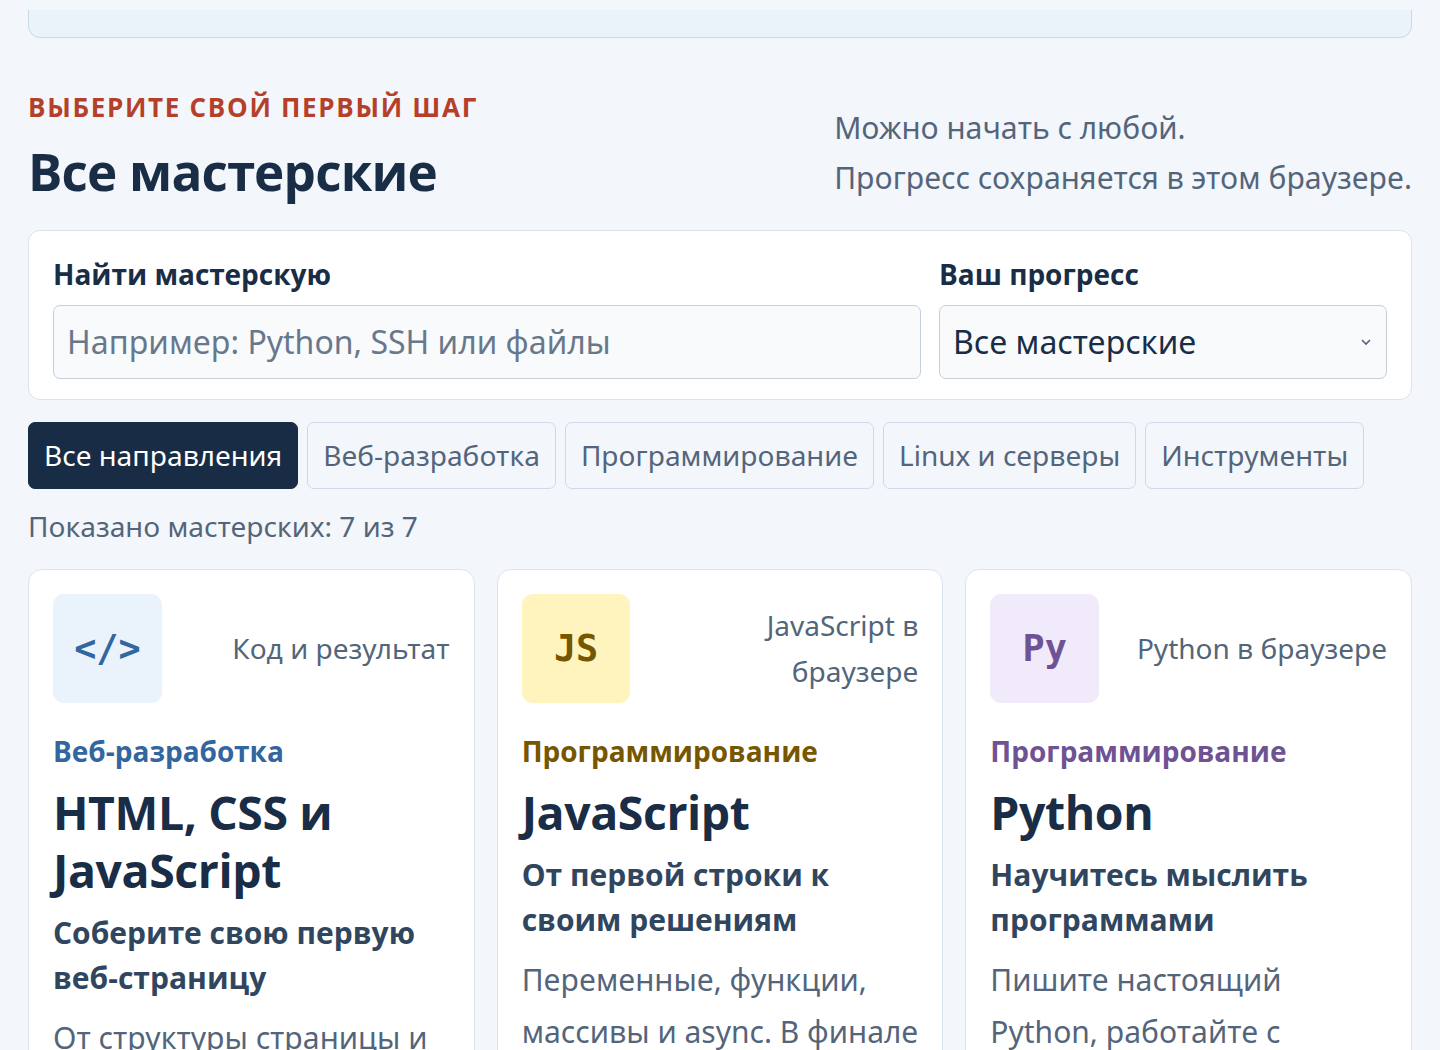 ВЫБЕРИТЕ СВОЙ ПЕРВЫЙ ШАГ
Все мастерские
Можно начать с любой.
Прогресс сохраняется в этом браузере.
Найти мастерскую
Например: Python, SSH или файлы
Ваш прогресс
Все мастерские
Все направления
Веб-разработка
Программирование
Linux и серверы
Инструменты
Показано мастерских: 7 из 7
</>
Код и результат
Веб-разработка
HTML, CSS и
JavaScript
Соберите свою первую
веб-страницу
От структуры страницы и
JS
JavaScript в
браузере
Программирование
JavaScript
От первой строки к
своим решениям
Переменные, функции,
массивы и async. В финале
Py
Python в браузере
Программирование
Python
Научитесь мыслить
программами
Пишите настоящий
Python, работайте с